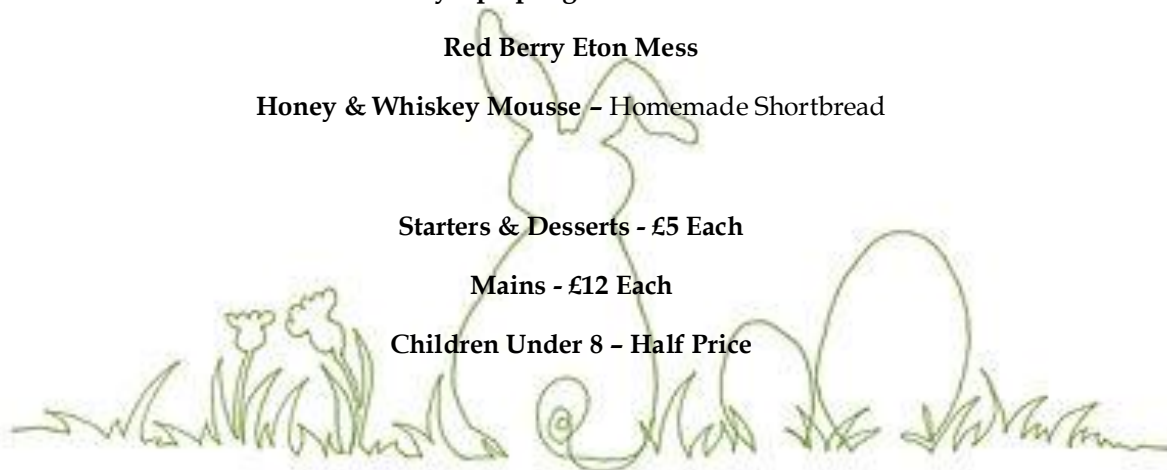 Red Berry Eton Mess
Honey & Whiskey Mousse – Homemade Shortbread
Starters & Desserts - £5 Each
Mains - £12 Each
Children Under 8 – Half Price